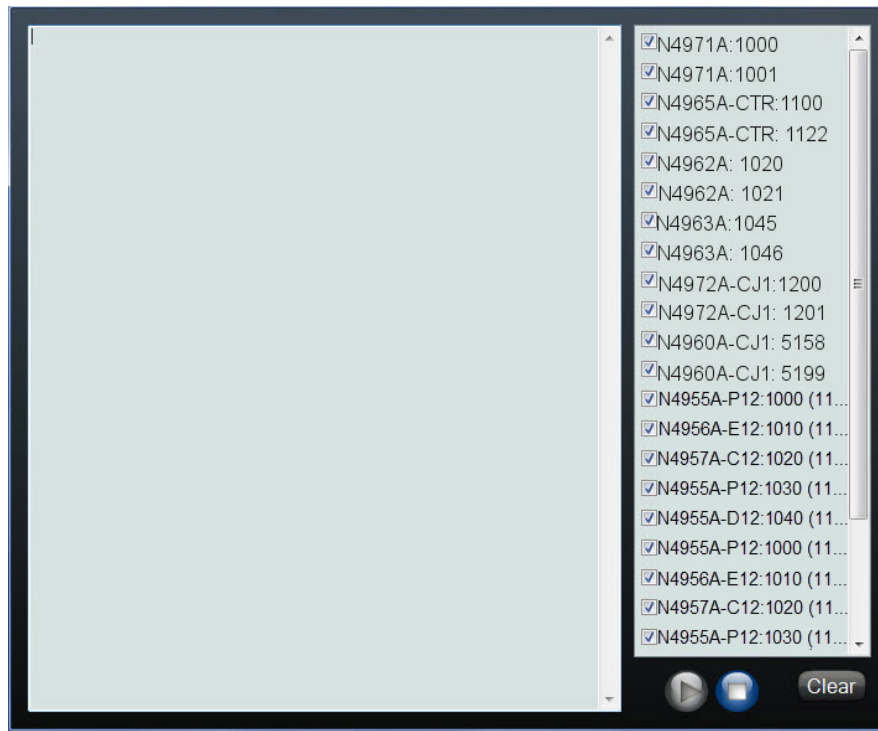 N4971A:1000
N4971A:1001
N4965A-CTR:1100
N4965A-CTR: 1122
N4962A: 1020
N4962A: 1021
N4963A:1045
N4963A: 1046
N4972A-CJ1:1200
N4972A-CJ1: 1201
N4960A-CJ1: 5158
N4960A-CJ1: 5199
N4955A-P12:1000 (11...
N4956A-E12:1010 (11...
N4957A-C12:1020 (11...
N4955A-P12:1030 (11...
N4955A-D12:1040 (11...
N4955A-P12:1000 (11...
N4956A-E12:1010 (11...
N4957A-C12:1020 (11...
N4955A-P12:1030 (11...
Clear